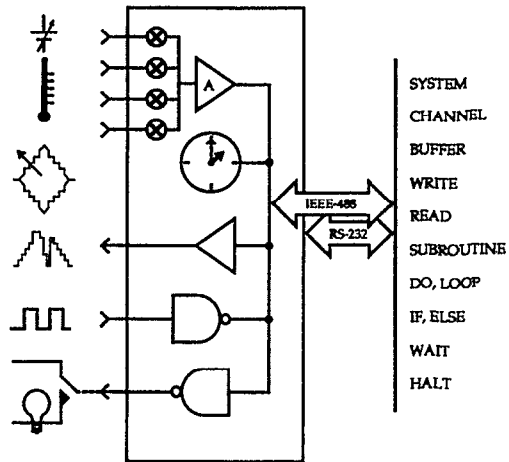 A
SYSTEM
CHANNEL
BUFFER
WRITE
IEEE-488
READ
RS-232
SUBROUTINE
DO, LOOP
IF, ELSE
WAIT
HALT